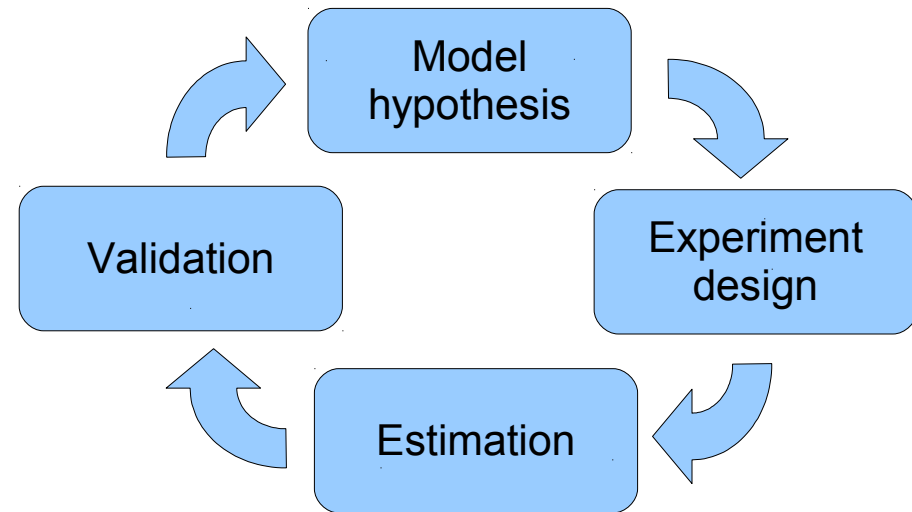 Model
hypothesis
Experiment
design
Estimation
Validation